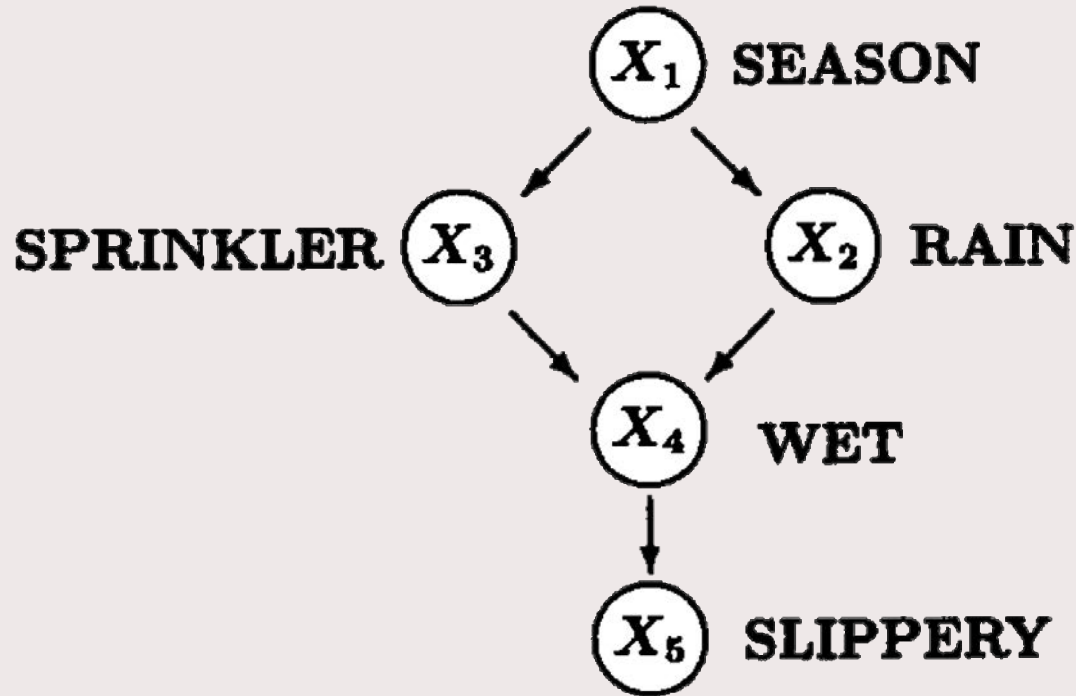 X₁ SEASON
SPRINKLER X₃ X₂ RAIN
X₄ WET
X₅ SLIPPERY